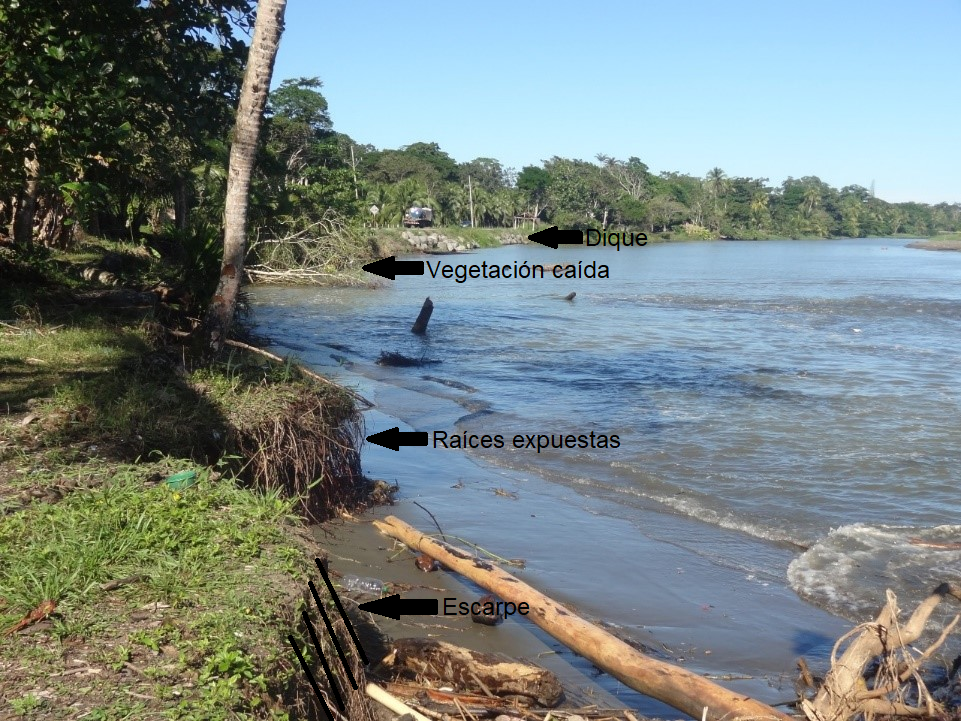 Dique
Vegetación caída
Raíces expuestas
Escarpe